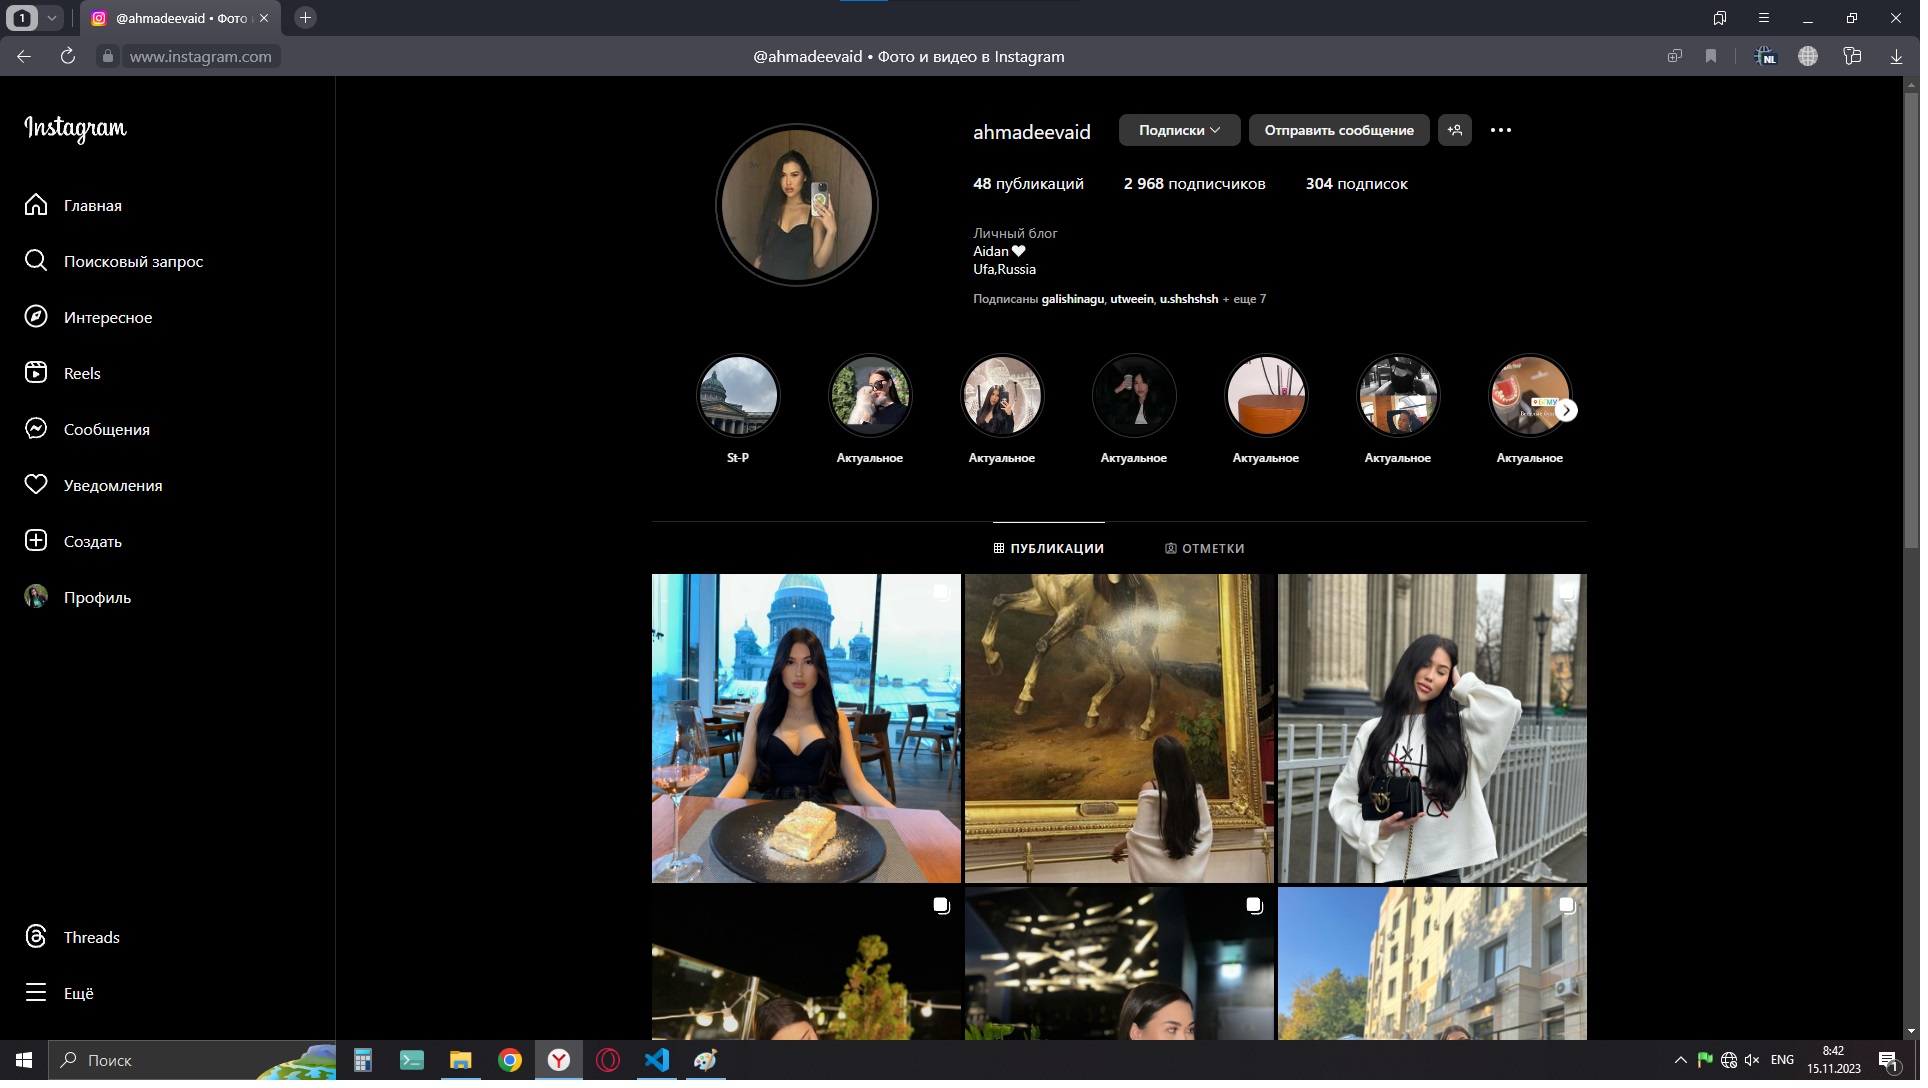 1
@ahmadeevaid • Фото
www.instagram.com
@ahmadeevaid • Фото и видео в Instagram
NL
Instagram
Главная
Поисковый запрос
Интересное
Reels
Сообщения
Уведомления
Создать
Профиль
Threads
Ещё
ahmadeevaid
Подписки
Отправить сообщение
48 публикаций 2 968 подписчиков 304 подписок
Личный блог
Aidan
Ufa,Russia
Подписаны galishinagu, utweein, u.shshshsh + еще 7
БГМУ
St-P
Актуальное
Актуальное
Актуальное
Актуальное
Актуальное
Актуальное
ПУБЛИКАЦИИ
ОТМЕТКИ
Поиск
ENG
8:42
15.11.2023
1